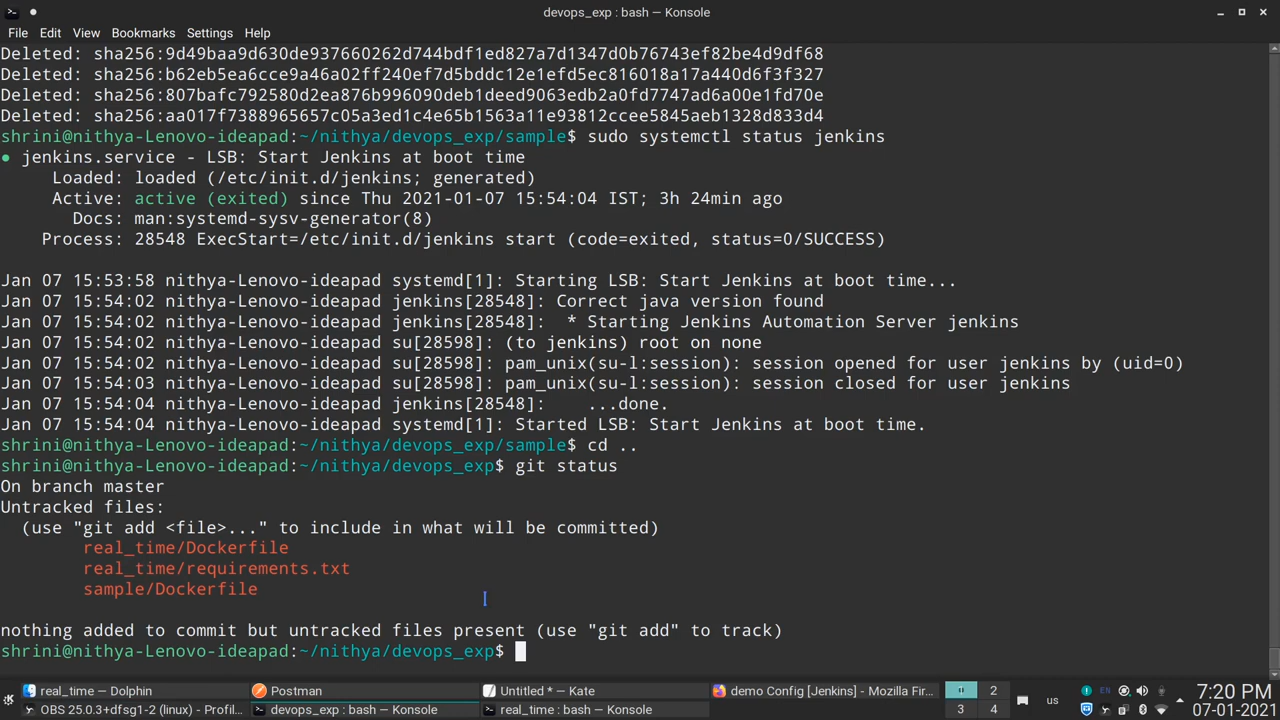 devops_exp : bash — Konsole
File Edit View Bookmarks Settings Help
Deleted: sha256:9d49baa9d630de937660262d744bdf1ed827a7d1347d0b76743ef82be4d9df68
Deleted: sha256:b62eb5ea6cce9a46a02ff240ef7d5bddc12e1efd5ec816018a17a440d6f3f327
Deleted: sha256:807bafc792580d2ea876b996090deb1deed9063edb2a0fd7747ad6a00e1fd70e
Deleted: sha256:aa017f7388965657c05a3ed1c4e65b1563a11e93812ccee5845aeb1328d833d4
shrini@nithya-Lenovo-ideapad:~/nithya/devops_exp/sample$ sudo systemctl status jenkins
● jenkins.service - LSB: Start Jenkins at boot time
Loaded: loaded (/etc/init.d/jenkins; generated)
Active: active (exited) since Thu 2021-01-07 15:54:04 IST; 3h 24min ago
Docs: man:systemd-sysv-generator(8)
Process: 28548 ExecStart=/etc/init.d/jenkins start (code=exited, status=0/SUCCESS)
Jan 07 15:53:58 nithya-Lenovo-ideapad systemd[1]: Starting LSB: Start Jenkins at boot time...
Jan 07 15:54:02 nithya-Lenovo-ideapad jenkins[28548]: Correct java version found
Jan 07 15:54:02 nithya-Lenovo-ideapad jenkins[28548]:  * Starting Jenkins Automation Server jenkins
Jan 07 15:54:02 nithya-Lenovo-ideapad su[28598]: (to jenkins) root on none
Jan 07 15:54:02 nithya-Lenovo-ideapad su[28598]: pam_unix(su-l:session): session opened for user jenkins by (uid=0)
Jan 07 15:54:03 nithya-Lenovo-ideapad su[28598]: pam_unix(su-l:session): session closed for user jenkins
Jan 07 15:54:04 nithya-Lenovo-ideapad jenkins[28548]:    ...done.
Jan 07 15:54:04 nithya-Lenovo-ideapad systemd[1]: Started LSB: Start Jenkins at boot time.
shrini@nithya-Lenovo-ideapad:~/nithya/devops_exp/sample$ cd ..
shrini@nithya-Lenovo-ideapad:~/nithya/devops_exp$ git status
On branch master
Untracked files:
(use "git add <file>..." to include in what will be committed)
real_time/Dockerfile
real_time/requirements.txt
sample/Dockerfile
nothing added to commit but untracked files present (use "git add" to track)
shrini@nithya-Lenovo-ideapad:~/nithya/devops_exp$
real_time — Dolphin Postman Untitled * — Kate demo Config [Jenkins] — Mozilla Fir... 2 us EN 7:20 PM
OBS 25.0.3+dfsg1-2 (linux) - Profil... devops_exp : bash — Konsole real_time : bash — Konsole 3 4 07-01-2021